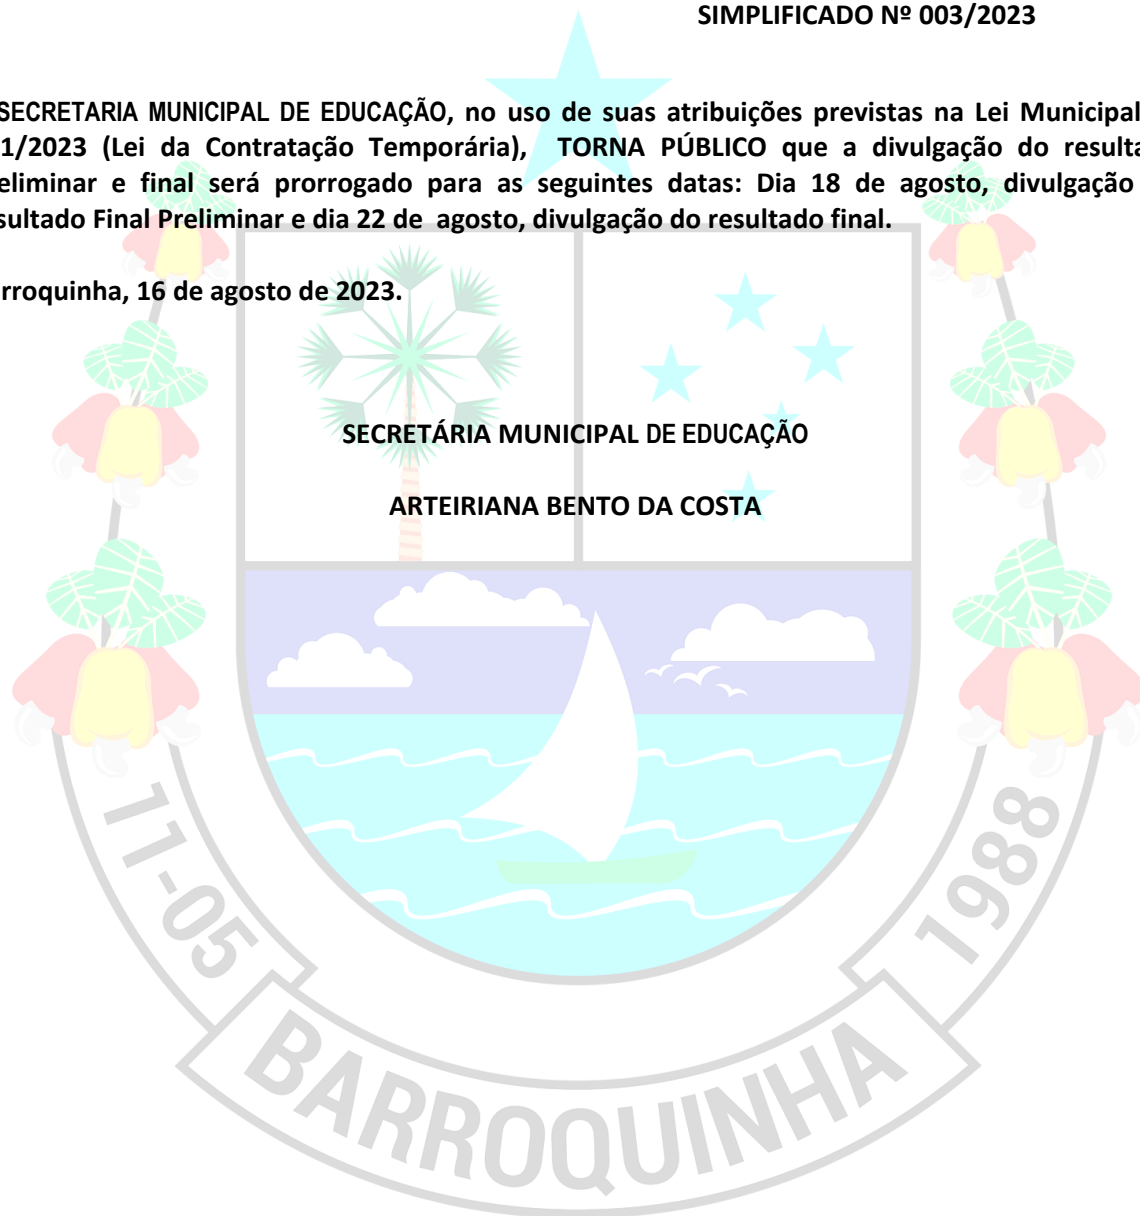 SIMPLIFICADO Nº 003/2023
SECRETARIA MUNICIPAL DE EDUCAÇÃO, no uso de suas atribuições previstas na Lei Municipal
1/2023 (Lei da Contratação Temporária), TORNA PÚBLICO que a divulgação do resulta
eliminar e final será prorrogado para as seguintes datas: Dia 18 de agosto, divulgação
sultado Final Preliminar e dia 22 de agosto, divulgação do resultado final.
rroquinha, 16 de agosto de 2023.
SECRETÁRIA MUNICIPAL DE EDUCAÇÃO
ARTEIRIANA BENTO DA COSTA
11-05
BARROQUINHA
1988